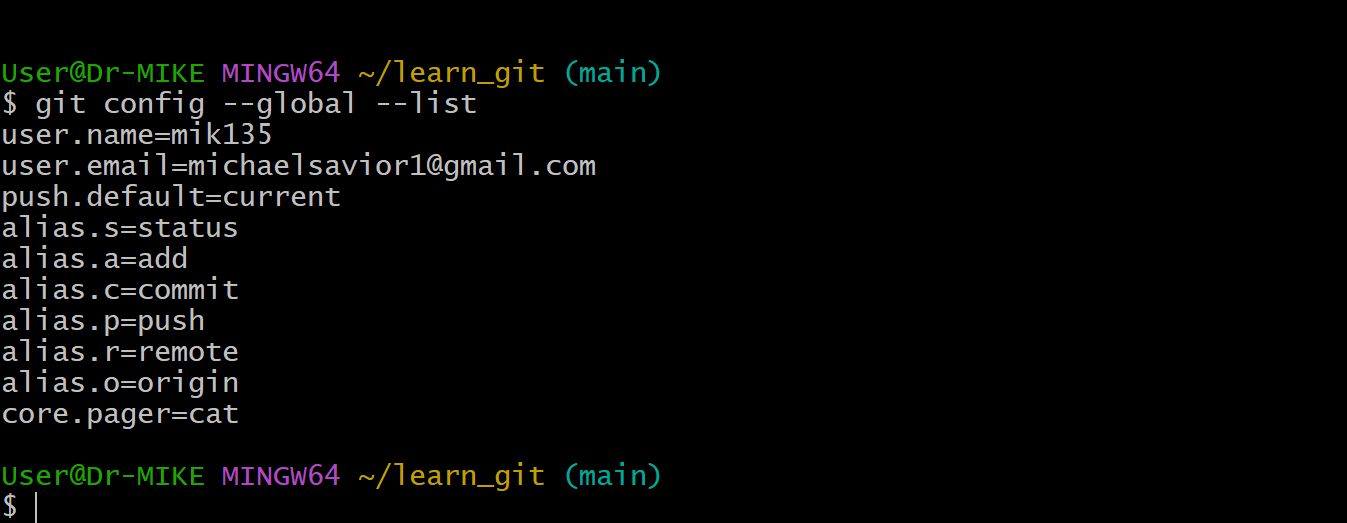 User@Dr-MIKE MINGW64 ~/learn_git (main)
$ git config --global --list
user.name=mik135
user.email=michaelsavior1@gmail.com
push.default=current
alias.s=status
alias.a=add
alias.c=commit
alias.p=push
alias.r=remote
alias.o=origin
core.pager=cat
User@Dr-MIKE MINGW64 ~/learn_git (main)
$